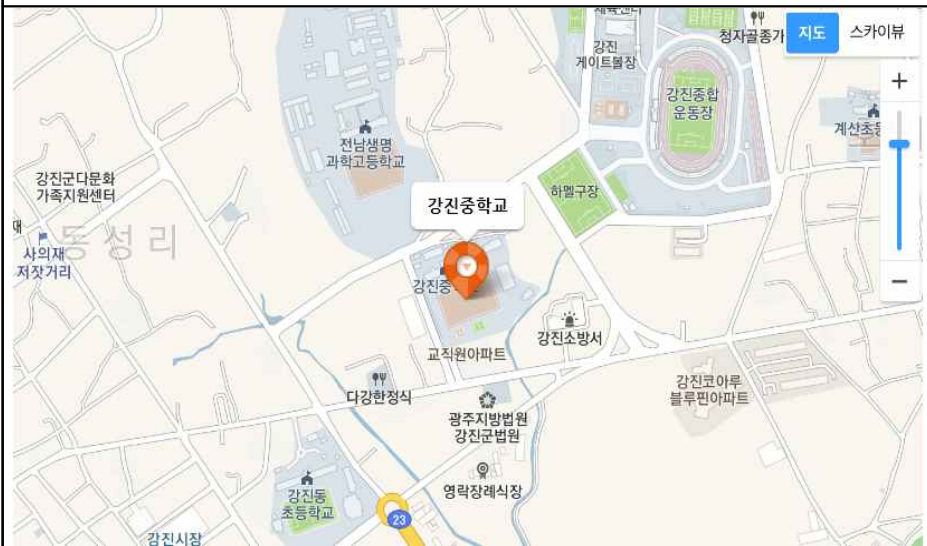 체육센터
청자골종가
지도
스카이뷰
강진
게이트볼장
강진종합
운동장
계산초등
전남생명
과학고등학교
강진군다문화
가족지원센터
하멜구장
강진중학교
동성리
재
사의재
저잣거리
강진중
강진소방서
교직원아파트
다강한정식
강진코아루
블루핀아파트
광주지방법원
강진군법원
영락장례식장
강진동
초등학교
23
강진시장